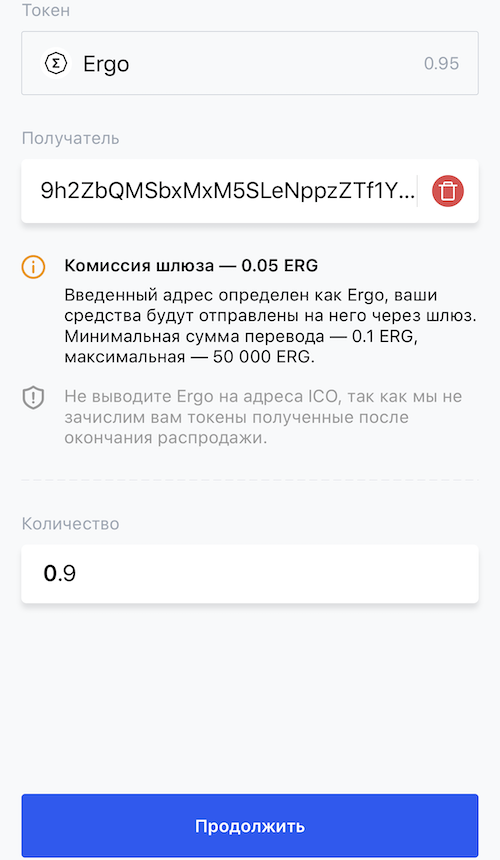 Токен
Ergo 0.95
Получатель
9h2ZbQMSbxMxM5SLeNppzZTf1Y...
Комиссия шлюза — 0.05 ERG
Введенный адрес определен как Ergo, ваши
средства будут отправлены на него через шлюз.
Минимальная сумма перевода — 0.1 ERG,
максимальная — 50 000 ERG.
Не выводите Ergo на адреса ICO, так как мы не
зачислим вам токены полученные после
окончания распродажи.
Количество
0.9
Продолжить